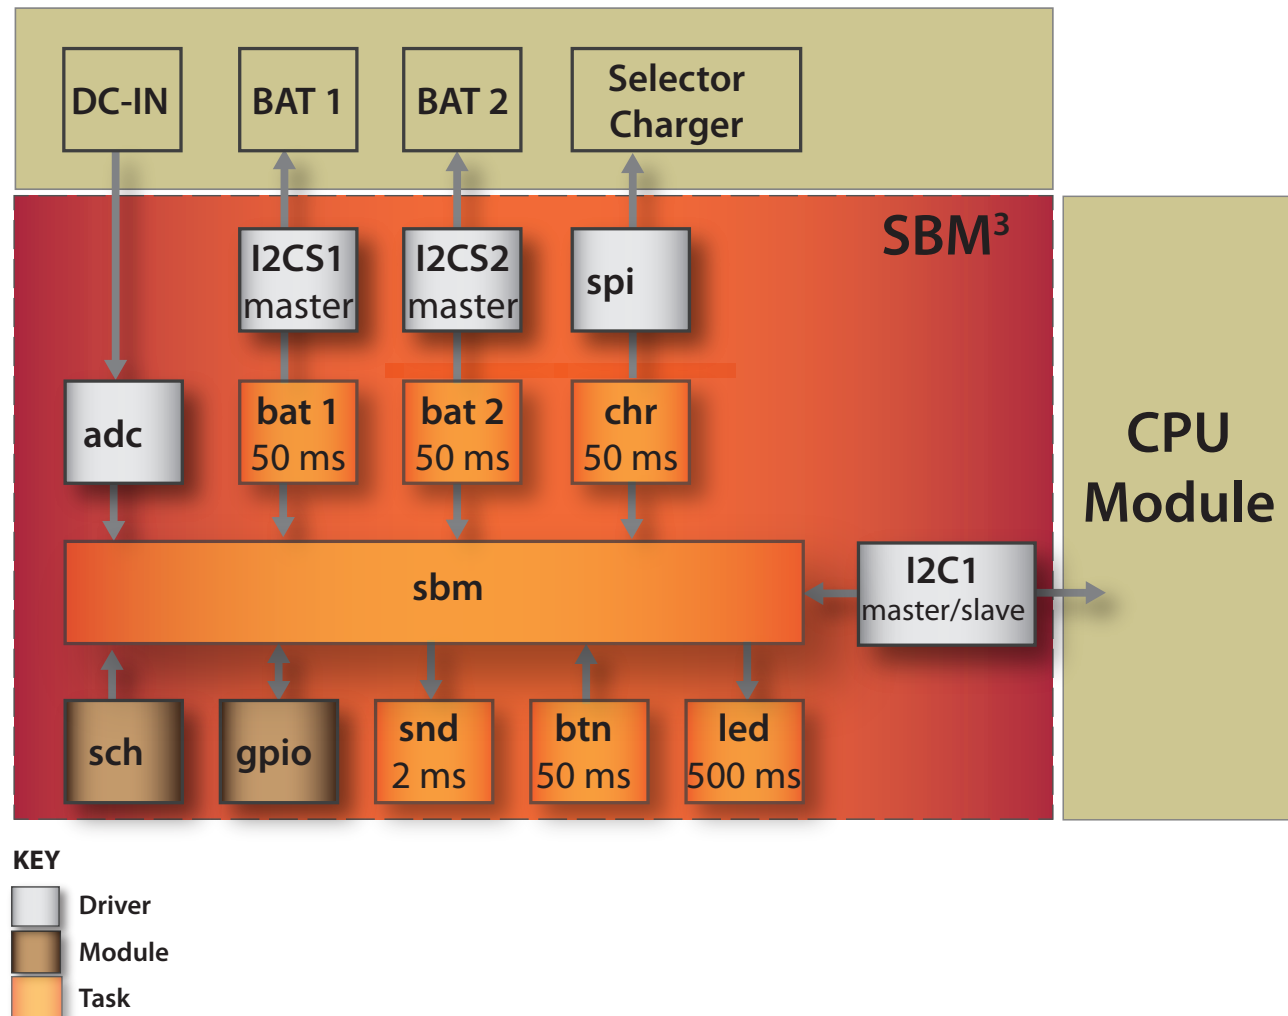 DC-IN
BAT 1
BAT 2
Selector
Charger
SBM³
I2CS1
master
I2CS2
master
spi
adc
bat 1
50 ms
bat 2
50 ms
chr
50 ms
CPU
Module
sbm
I2C1
master/slave
sch
gpio
snd
2 ms
btn
50 ms
led
500 ms
KEY
Driver
Module
Task